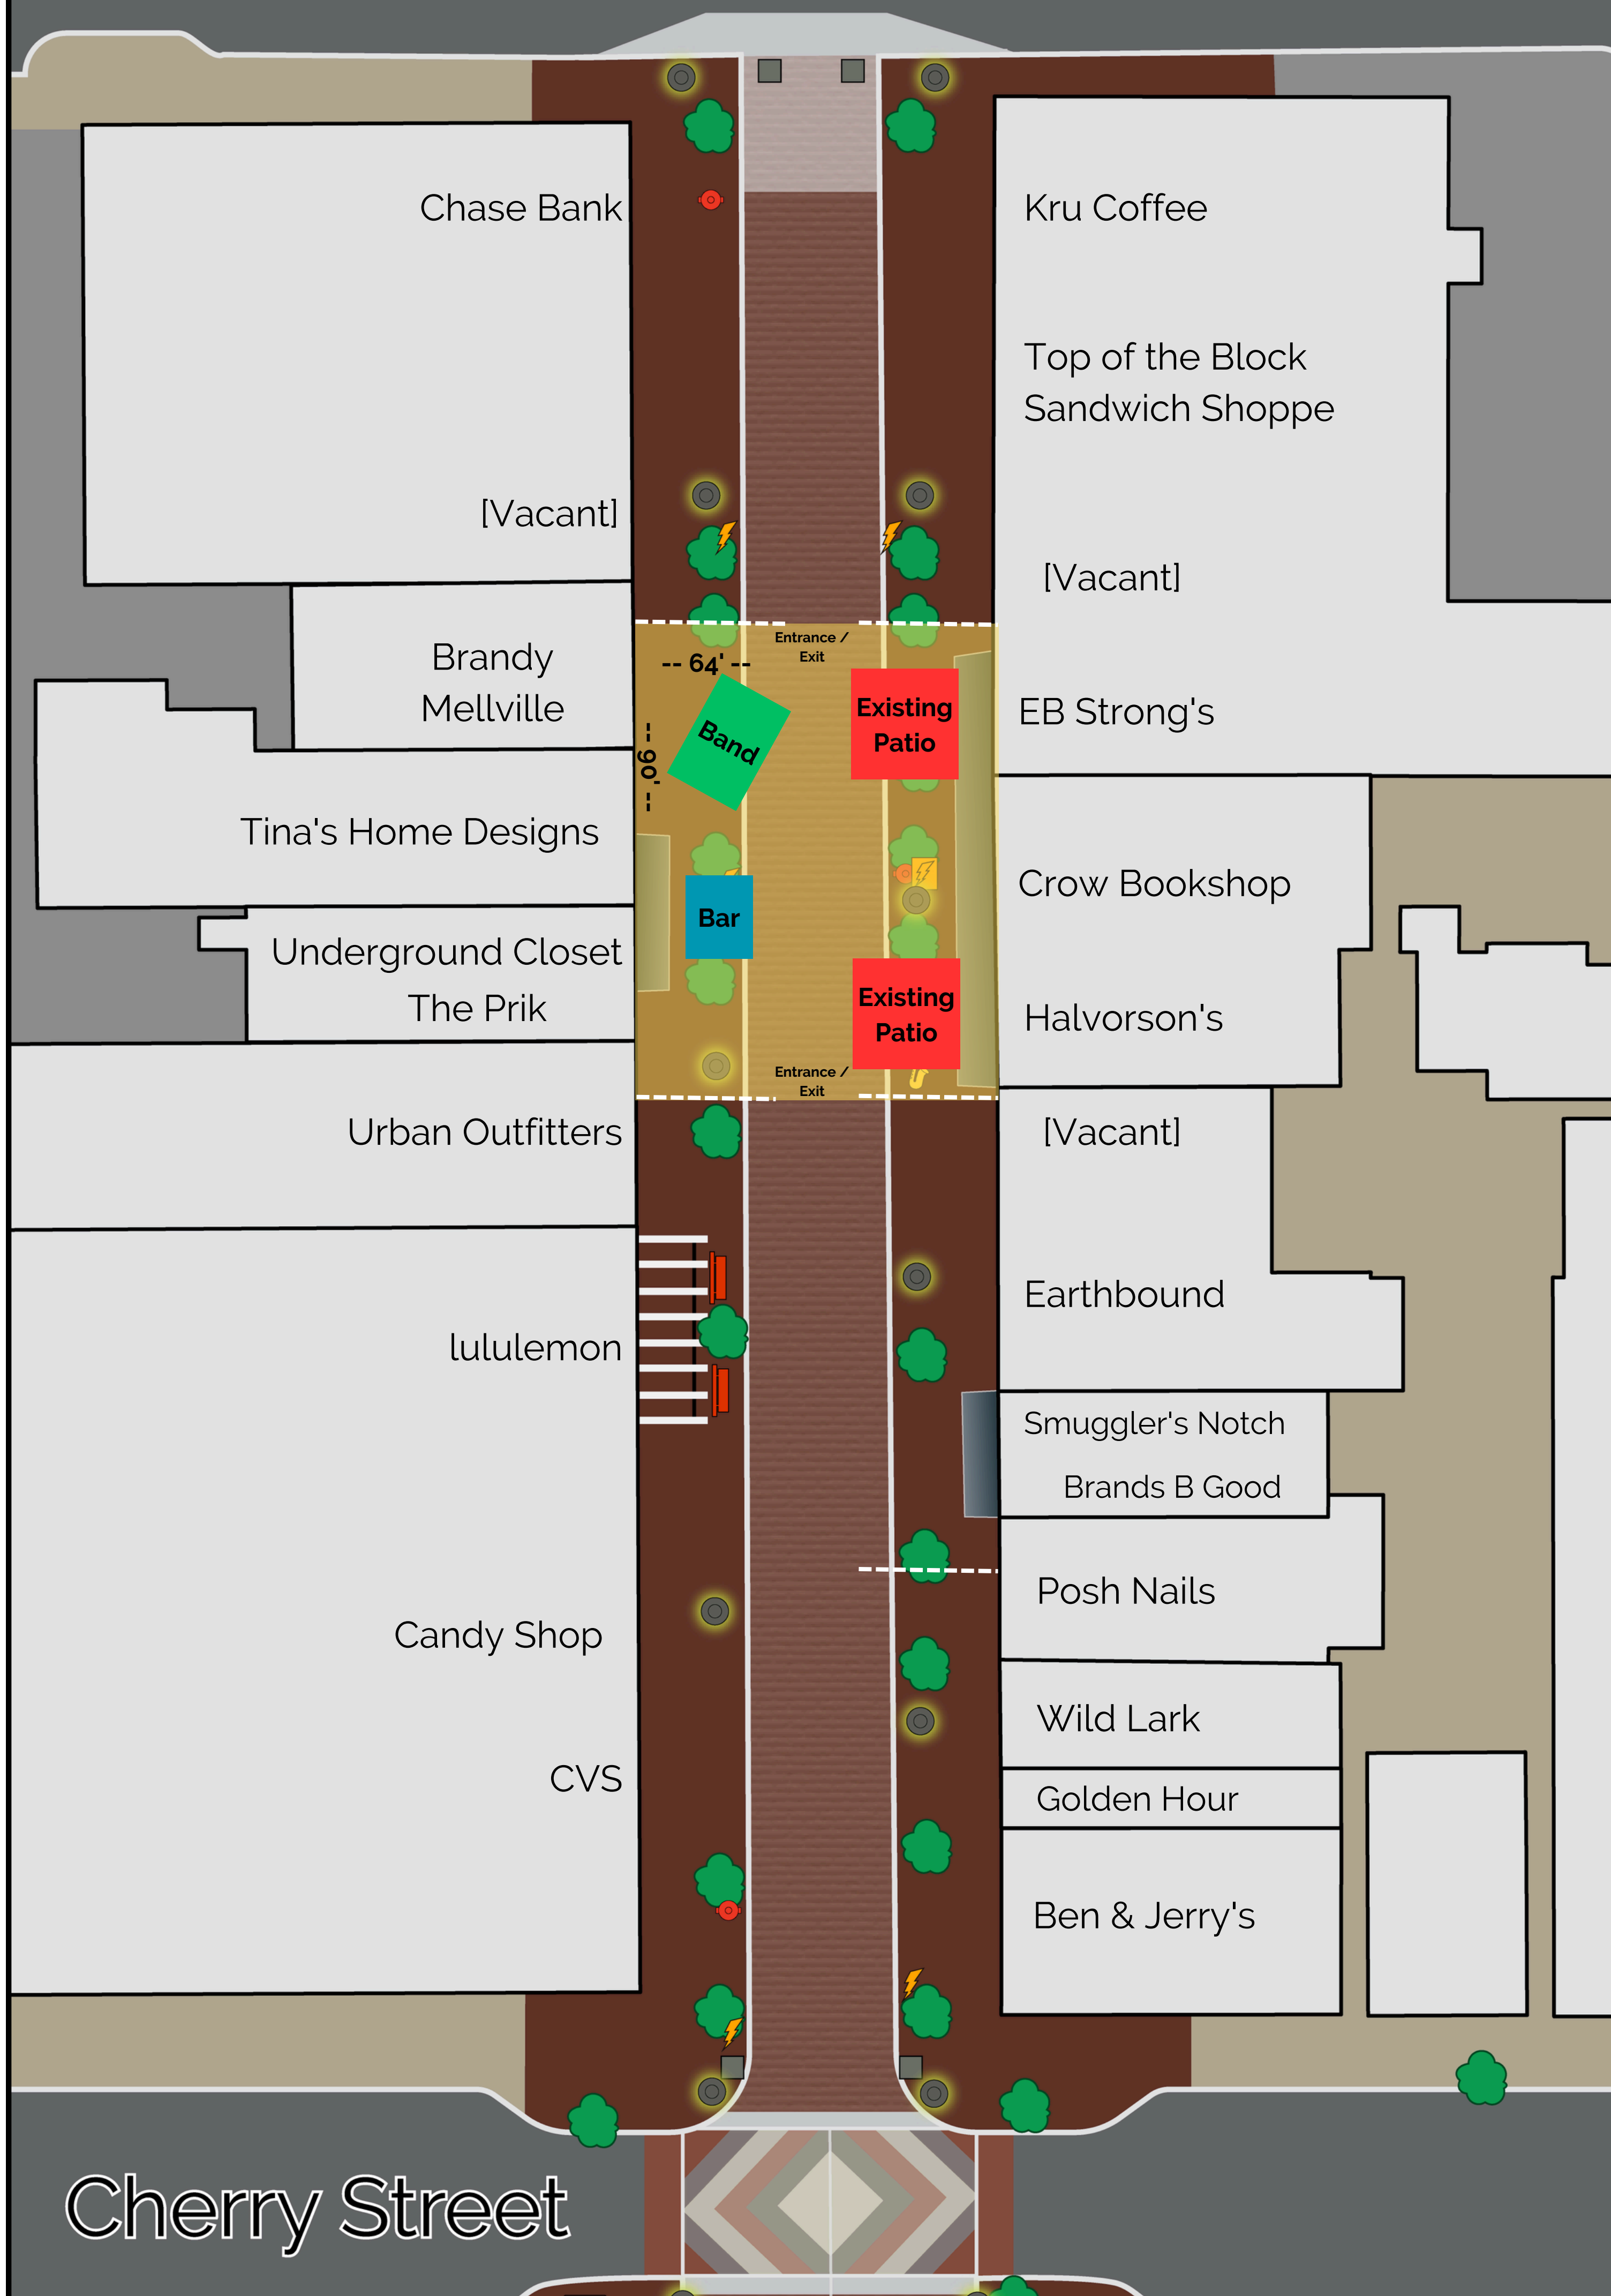 Chase Bank
Kru Coffee
Top of the Block
Sandwich Shoppe
[Vacant]
[Vacant]
Entrance /
Exit
Brandy
Mellville
-- 64' --
-- 90' --
Band
Existing
Patio
EB Strong's
Tina's Home Designs
Bar
Crow Bookshop
Underground Closet
The Prik
Existing
Patio
Halvorson's
Entrance /
Exit
Urban Outfitters
[Vacant]
Earthbound
lululemon
Smuggler's Notch
Brands B Good
Posh Nails
Candy Shop
Wild Lark
CVS
Golden Hour
Ben & Jerry's
Cherry Street